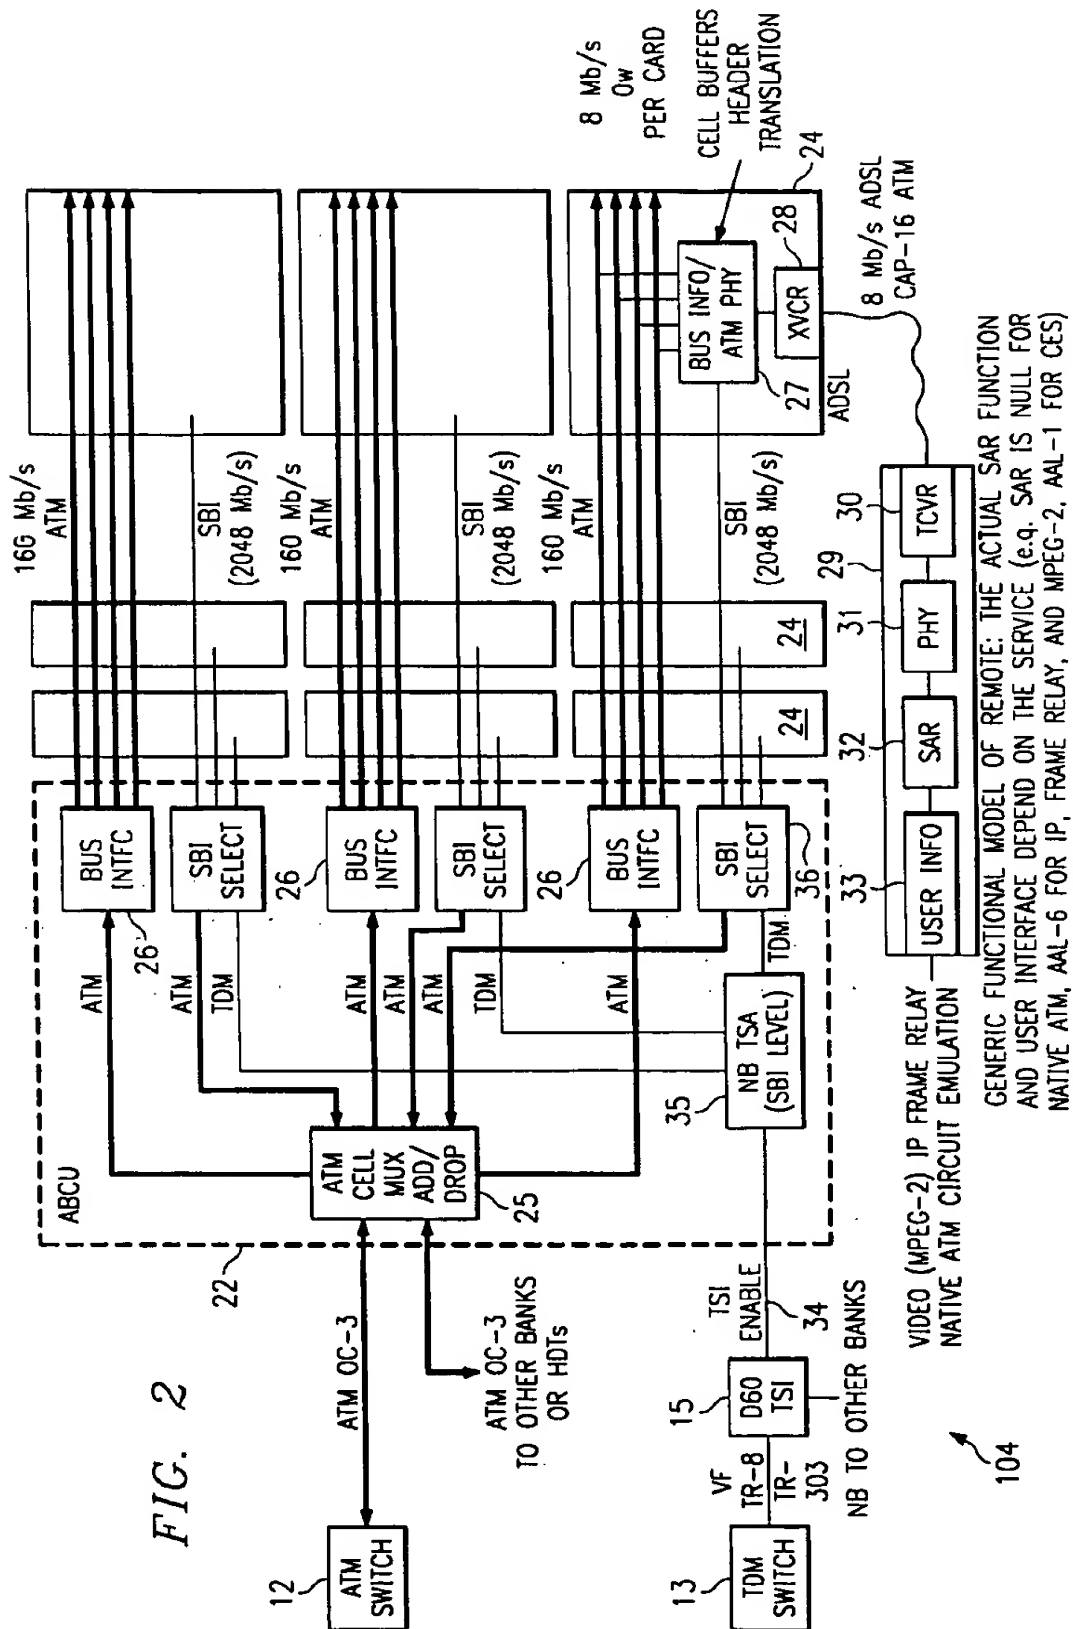 FIG. 2
104
12
ATM
SWITCH
ATM OC-3
ATM OC-3
TO OTHER BANKS
OR HDTs
13
TDM
SWITCH
VF
TR-8
TR-
303
15
D60
TSI
NB TO OTHER BANKS
TSI
ENABLE
34
22
ABCU
ATM
CELL
MUX
ADD/
DROP
25
ATM
ATM
TDM
ATM
ATM
ATM
TDM
ATM
TDM
35
NB TSA
(SBI LEVEL)
BUS
INTFC
26
SBI
SELECT
26
BUS
INTFC
SBI
SELECT
26
BUS
INTFC
SBI
SELECT
36
24
24
16G Mb/s
ATM
SBI
(2048 Mb/s)
160 Mb/s
ATM
SBI
(2048 Mb/s)
160 Mb/s
ATM
SBI
(2048 Mb/s)
8 Mb/s
Ow
PER CARD
CELL BUFFERS
HEADER
TRANSLATION
24
BUS INFO/
ATM PHY
27
XVCR
28
ADSL
8 Mb/s ADSL
CAP-16 ATM
VIDEO (MPEG-2) IP FRAME RELAY
NATIVE ATM CIRCUIT EMULATION
33
USER INFO
32
SAR
31
PHY
29
30
TCVR
GENERIC FUNCTIONAL MODEL OF REMOTE: THE ACTUAL SAR FUNCTION
AND USER INTERFACE DEPEND ON THE SERVICE (e.q. SAR IS NULL FOR
NATIVE ATM, AAL-6 FOR IP, FRAME RELAY, AND MPEG-2, AAL-1 FOR CES)